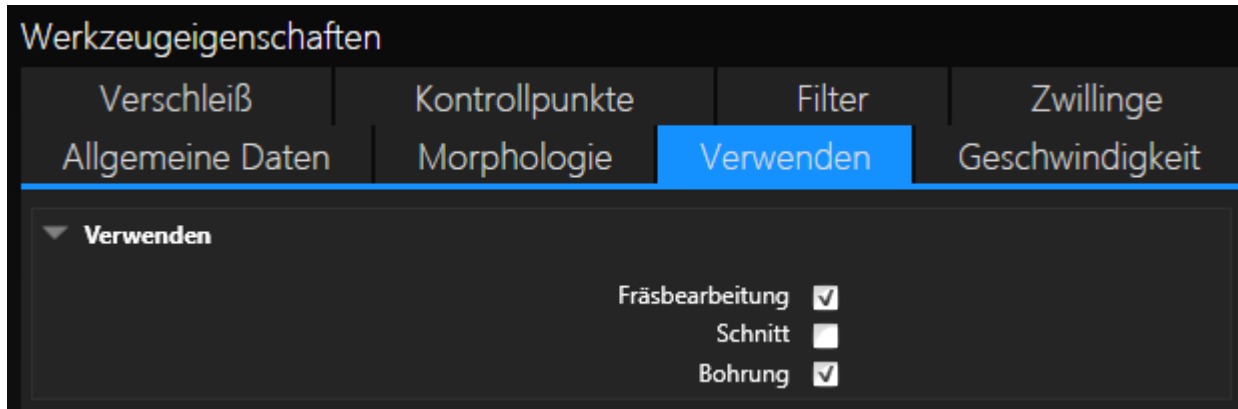 Werkzeugeigenschaften
Verschleiß Kontrollpunkte Filter Zwillinge
Allgemeine Daten Morphologie Verwenden Geschwindigkeit
Verwenden
Fräsbearbeitung
Schnitt
Bohrung